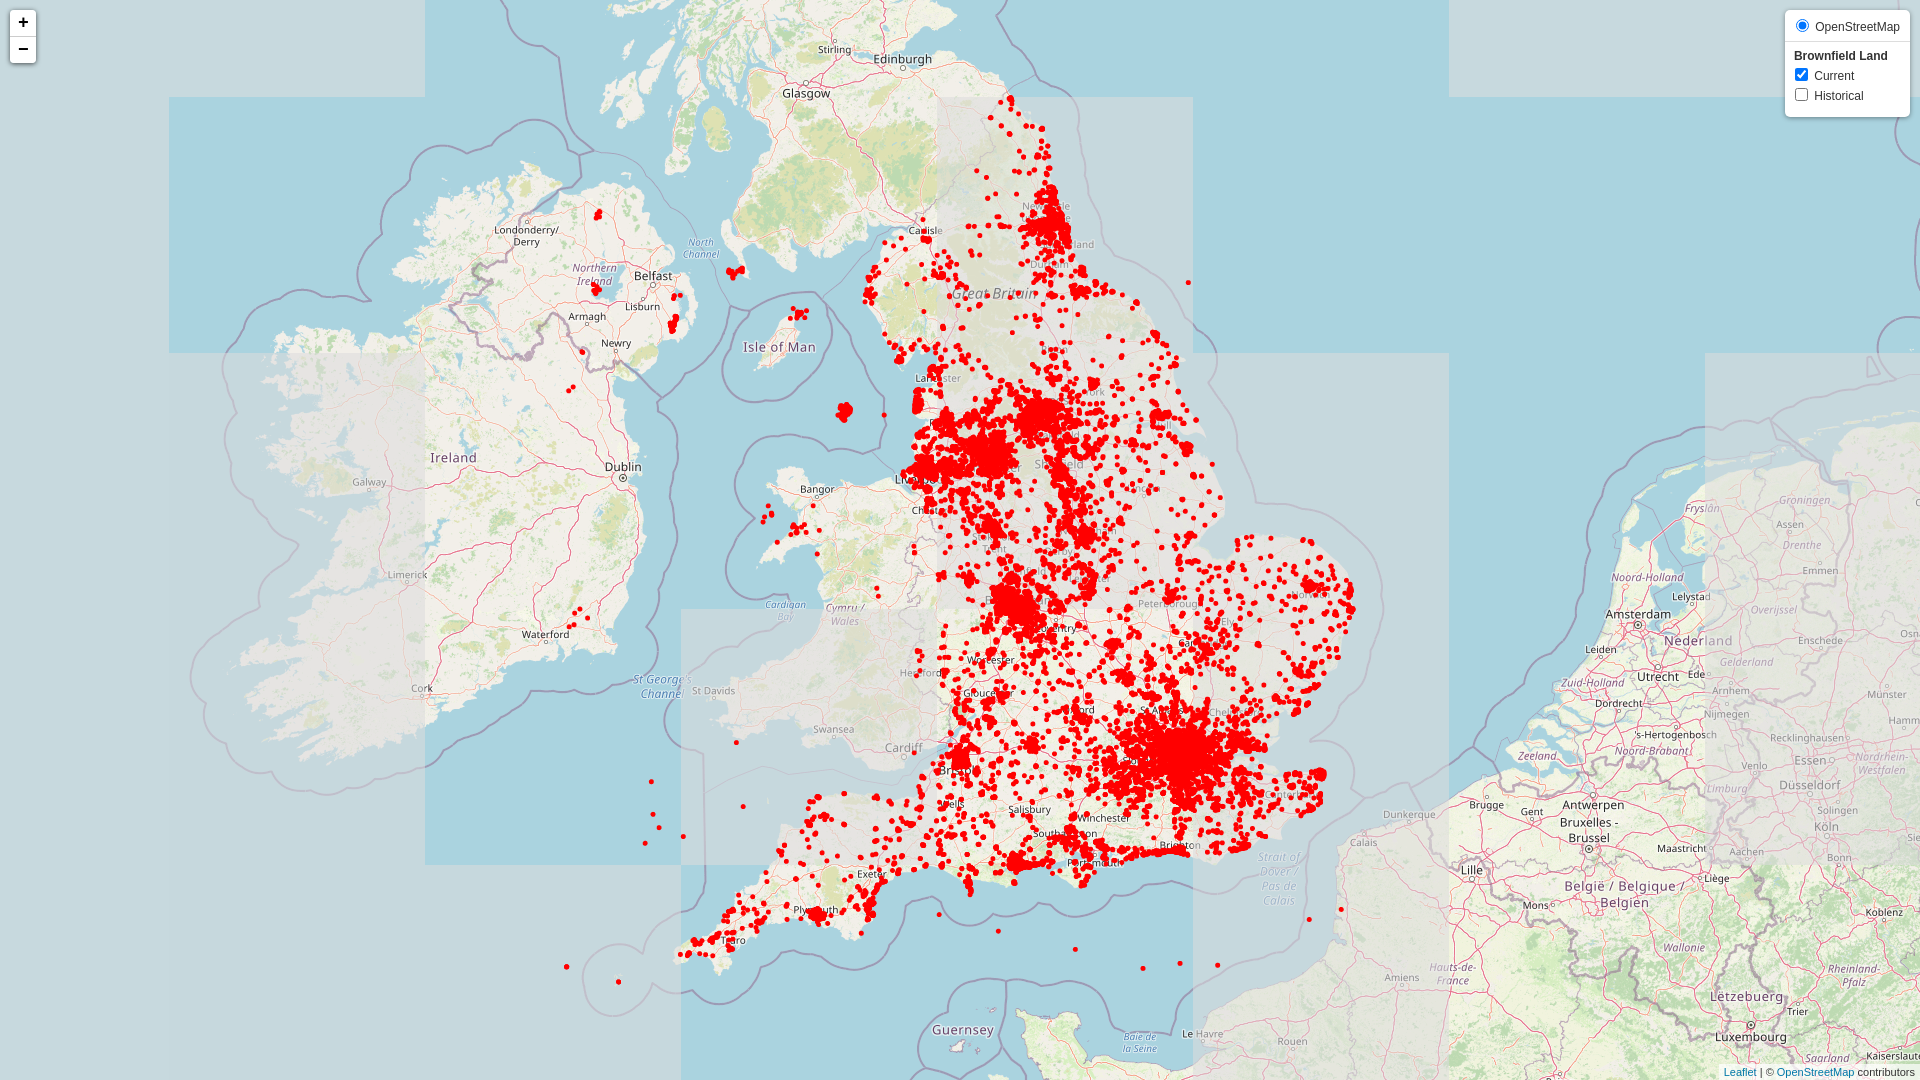 +
−
OpenStreetMap
Brownfield Land
Current
Historical
Stirling
Edinburgh
Glasgow
Londonderry/
Derry
North
Channel
Carlisle
Northern
Ireland
Belfast
Lisburn
Armagh
Newry
Great Britain
Isle of Man
Ireland
Galway
Dublin
Bangor
Limerick
Waterford
Cork
St George's
Channel
Cardigan
Bay
Cymru /
Wales
Peterborough
Ely
Worcester
Hereford
St Davids
Gloucester
Swansea
Cardiff
Bristol
Wells
Salisbury
Winchester
Southampton
Portsmouth
Brighton
Exeter
Plymouth
Truro
Strait of
Dover /
Pas de
Calais
Dunkerque
Calais
Guernsey
Le Havre
Baie de
la Seine
Rouen
Amiens
Hauts-de-
France
Lille
Mons
Wallonie
Brugge
Gent
Antwerpen
Bruxelles -
Brussel
Maastricht
Liège
België / Belgique /
Belgien
Zeeland
Noord-Brabant
's-Hertogenbosch
Dordrecht
Zuid-Holland
Utrecht
Ede
Leiden
Amsterdam
Nederland
Lelystad
Noord-Holland
Fryslân
Groningen
Assen
Drenthe
Emmen
Overijssel
Enschede
Gelderland
Arnhem
Nijmegen
Münster
Recklinghausen
Essen
Venlo
Limburg
Düsseldorf
Nordrhein-
Westfalen
Solingen
Köln
Aachen
Bonn
Koblenz
Rheinland-
Pfalz
Lëtzebuerg
Trier
Luxembourg
Saarland
Leaflet | © OpenStreetMap contributors